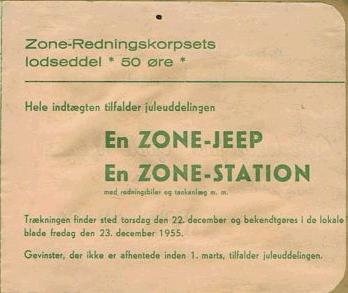 Zone-Redningskorpsets
lodseddel * 50 øre *
Hele indtægten tilfalder juleuddelingen
En ZONE-JEEP
En ZONE-STATION
med redningsbiler og tankanlæg m. m.
Trækningen finder sted torsdag den 22. december og bekendtgøres i de lokale
blade fredag den 23. december 1955.
Gevinster, der ikke er afhentede inden 1. marts, tilfalder juleuddelingen.